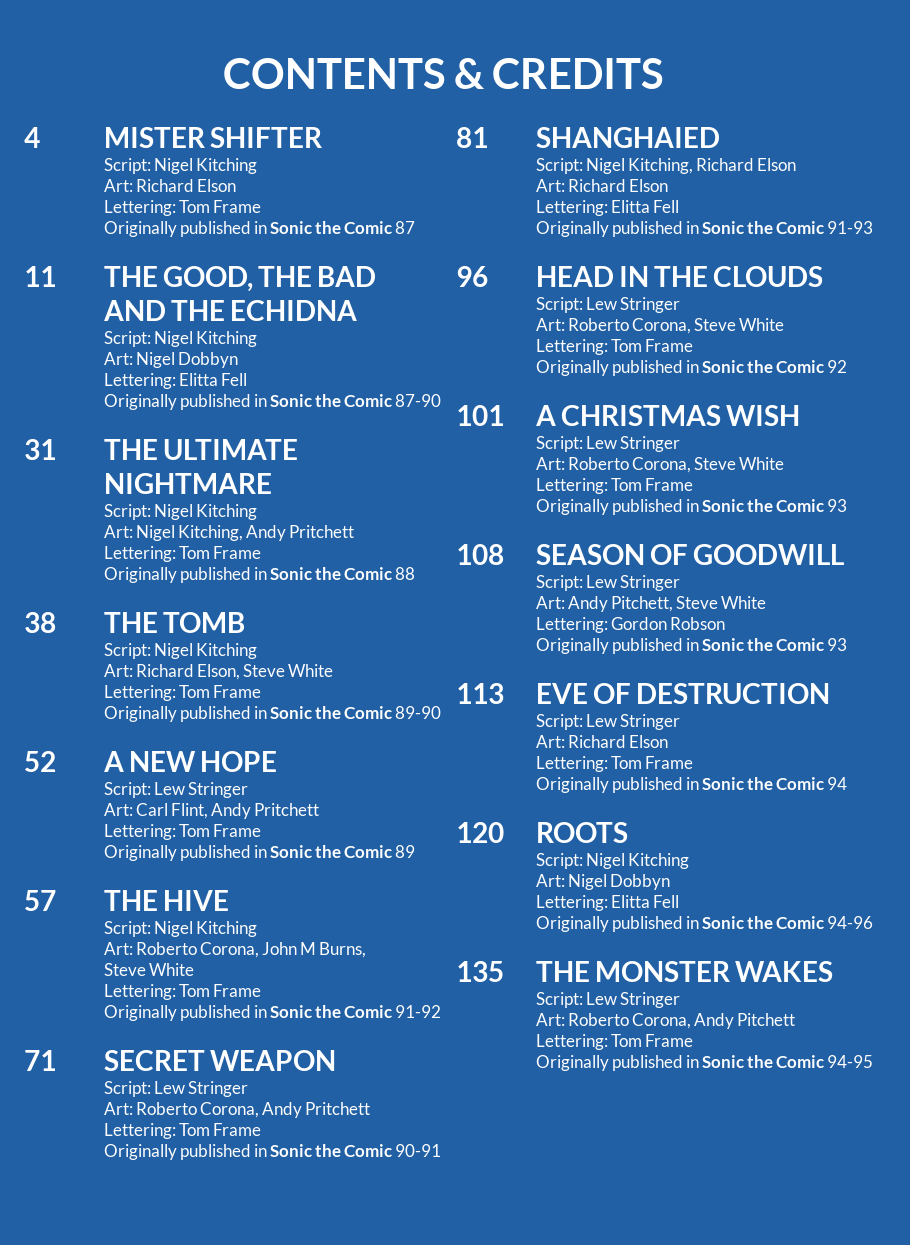 CONTENTS & CREDITS
4 MISTER SHIFTER
Script: Nigel Kitching
Art: Richard Elson
Lettering: Tom Frame
Originally published in Sonic the Comic 87
11 THE GOOD, THE BAD
AND THE ECHIDNA
Script: Nigel Kitching
Art: Nigel Dobbyn
Lettering: Elitta Fell
Originally published in Sonic the Comic 87-90
31 THE ULTIMATE
NIGHTMARE
Script: Nigel Kitching
Art: Nigel Kitching, Andy Pritchett
Lettering: Tom Frame
Originally published in Sonic the Comic 88
38 THE TOMB
Script: Nigel Kitching
Art: Richard Elson, Steve White
Lettering: Tom Frame
Originally published in Sonic the Comic 89-90
52 A NEW HOPE
Script: Lew Stringer
Art: Carl Flint, Andy Pritchett
Lettering: Tom Frame
Originally published in Sonic the Comic 89
57 THE HIVE
Script: Nigel Kitching
Art: Roberto Corona, John M Burns,
Steve White
Lettering: Tom Frame
Originally published in Sonic the Comic 91-92
71 SECRET WEAPON
Script: Lew Stringer
Art: Roberto Corona, Andy Pritchett
Lettering: Tom Frame
Originally published in Sonic the Comic 90-91
81 SHANGHAIED
Script: Nigel Kitching, Richard Elson
Art: Richard Elson
Lettering: Elitta Fell
Originally published in Sonic the Comic 91-93
96 HEAD IN THE CLOUDS
Script: Lew Stringer
Art: Roberto Corona, Steve White
Lettering: Tom Frame
Originally published in Sonic the Comic 92
101 A CHRISTMAS WISH
Script: Lew Stringer
Art: Roberto Corona, Steve White
Lettering: Tom Frame
Originally published in Sonic the Comic 93
108 SEASON OF GOODWILL
Script: Lew Stringer
Art: Andy Pitchett, Steve White
Lettering: Gordon Robson
Originally published in Sonic the Comic 93
113 EVE OF DESTRUCTION
Script: Lew Stringer
Art: Richard Elson
Lettering: Tom Frame
Originally published in Sonic the Comic 94
120 ROOTS
Script: Nigel Kitching
Art: Nigel Dobbyn
Lettering: Elitta Fell
Originally published in Sonic the Comic 94-96
135 THE MONSTER WAKES
Script: Lew Stringer
Art: Roberto Corona, Andy Pitchett
Lettering: Tom Frame
Originally published in Sonic the Comic 94-95